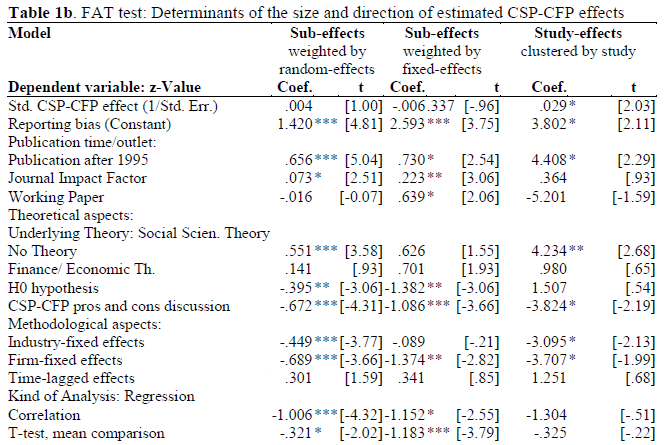 Table 1b. FAT test: Determinants of the size and direction of estimated CSP-CFP effects
Model Sub-effects Sub-effects Study-effects
weighted by weighted by clustered by study
random-effects fixed-effects
Dependent variable: z-Value Coef. t Coef. t Coef. t
Std. CSP-CFP effect (1/Std. Err.) .004 [1.00] -.006.337 [-.96] .029 * [2.03]
Reporting bias (Constant) 1.420 *** [4.81] 2.593 *** [3.75] 3.802 * [2.11]
Publication time/outlet:
Publication after 1995 .656 *** [5.04] .730 * [2.54] 4.408 * [2.29]
Journal Impact Factor .073 * [2.51] .223 ** [3.06] .364 [.93]
Working Paper -.016 [-0.07] .639 * [2.06] -5.201 [-1.59]
Theoretical aspects:
Underlying Theory: Social Scien. Theory
No Theory .551 *** [3.58] .626 [1.55] 4.234 ** [2.68]
Finance/ Economic Th. .141 [.93] .701 [1.93] .980 [.65]
H0 hypothesis -.395 ** [-3.06] -1.382 ** [-3.06] 1.507 [.54]
CSP-CFP pros and cons discussion -.672 *** [-4.31] -1.086 *** [-3.66] -3.824 * [-2.19]
Methodological aspects:
Industry-fixed effects -.449 *** [-3.77] -.089 [-.21] -3.095 * [-2.13]
Firm-fixed effects -.689 *** [-3.66] -1.374 ** [-2.82] -3.707 * [-1.99]
Time-lagged effects .301 [1.59] .341 [.85] 1.251 [.68]
Kind of Analysis: Regression
Correlation -1.006 *** [-4.32] -1.152 * [-2.55] -1.304 [-.51]
T-test, mean comparison -.321 * [-2.02] -1.183 *** [-3.79] -.325 [-.22]